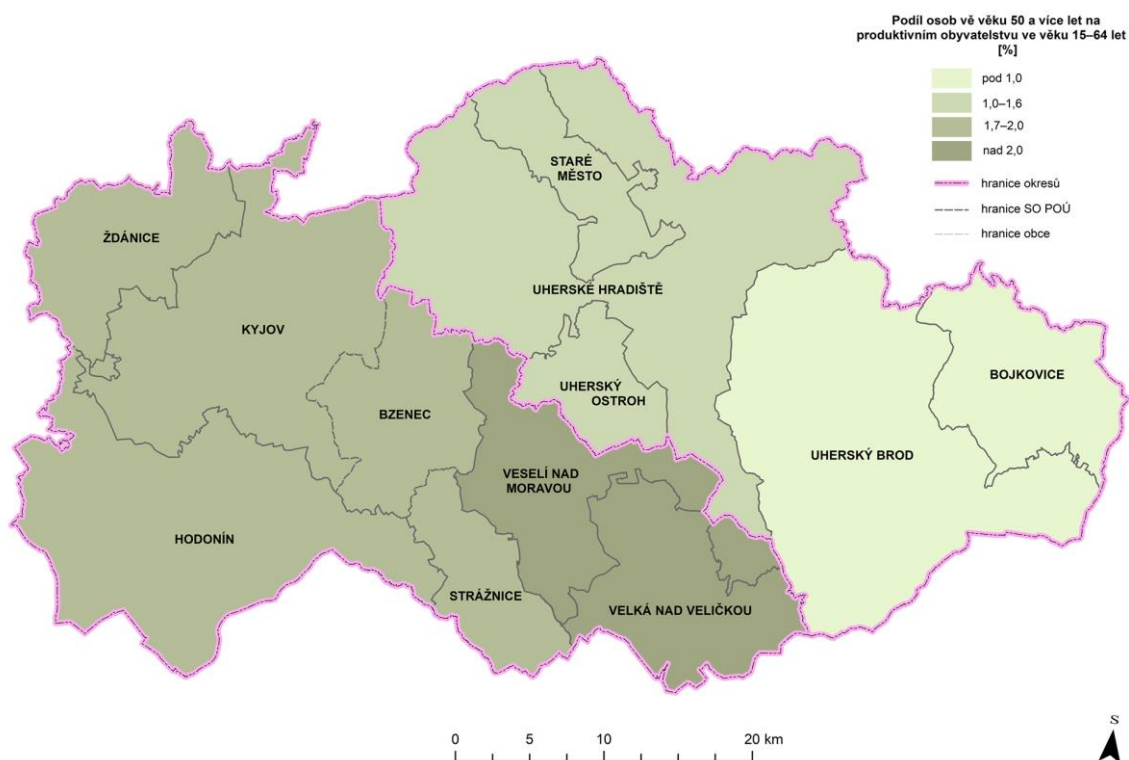 Podíl osob vě věku 50 a více let na
produktivním obyvatelstvu ve věku 15–64 let
[%]
pod 1,0
1,0–1,6
1,7–2,0
nad 2,0
hranice okresů
hranice SO POÚ
hranice obce
STARÉ
MĚSTO
ŽDÁNICE
UHERSKÉ HRADIŠTĚ
KYJOV
BOJKOVICE
UHERSKÝ
OSTROH
BZENEC
UHERSKÝ BROD
VESELÍ NAD
MORAVOU
HODONÍN
STRÁŽNICE
VELKÁ NAD VELIČKOU
0 5 10 20 km
S